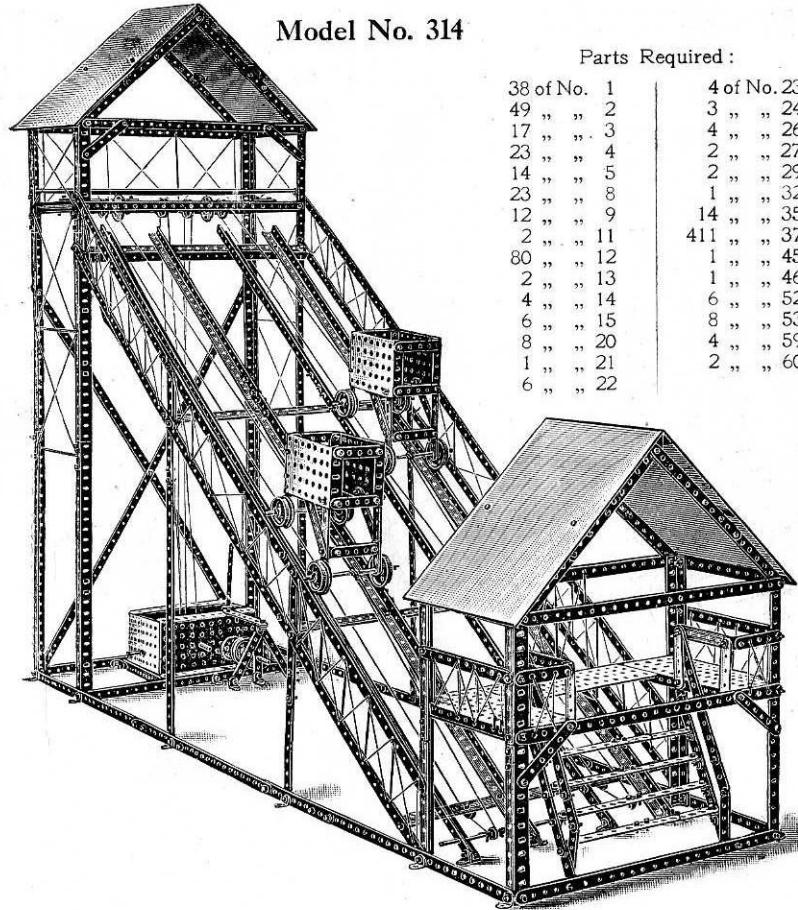 Model No. 314
Parts Required :
38 of No. 1
49 „ „ 2
17 „ „ 3
23 „ „ 4
14 „ „ 5
23 „ „ 8
12 „ „ 9
2 „ „ 11
80 „ „ 12
2 „ „ 13
4 „ „ 14
6 „ „ 15
8 „ „ 20
1 „ „ 21
6 „ „ 22
4 of No. 23
3 „ „ 24
4 „ „ 26
2 „ „ 27
2 „ „ 29
1 „ „ 32
14 „ „ 35
411 „ „ 37
1 „ „ 45
1 „ „ 46
6 „ „ 52
8 „ „ 53
4 „ „ 59
2 „ „ 60